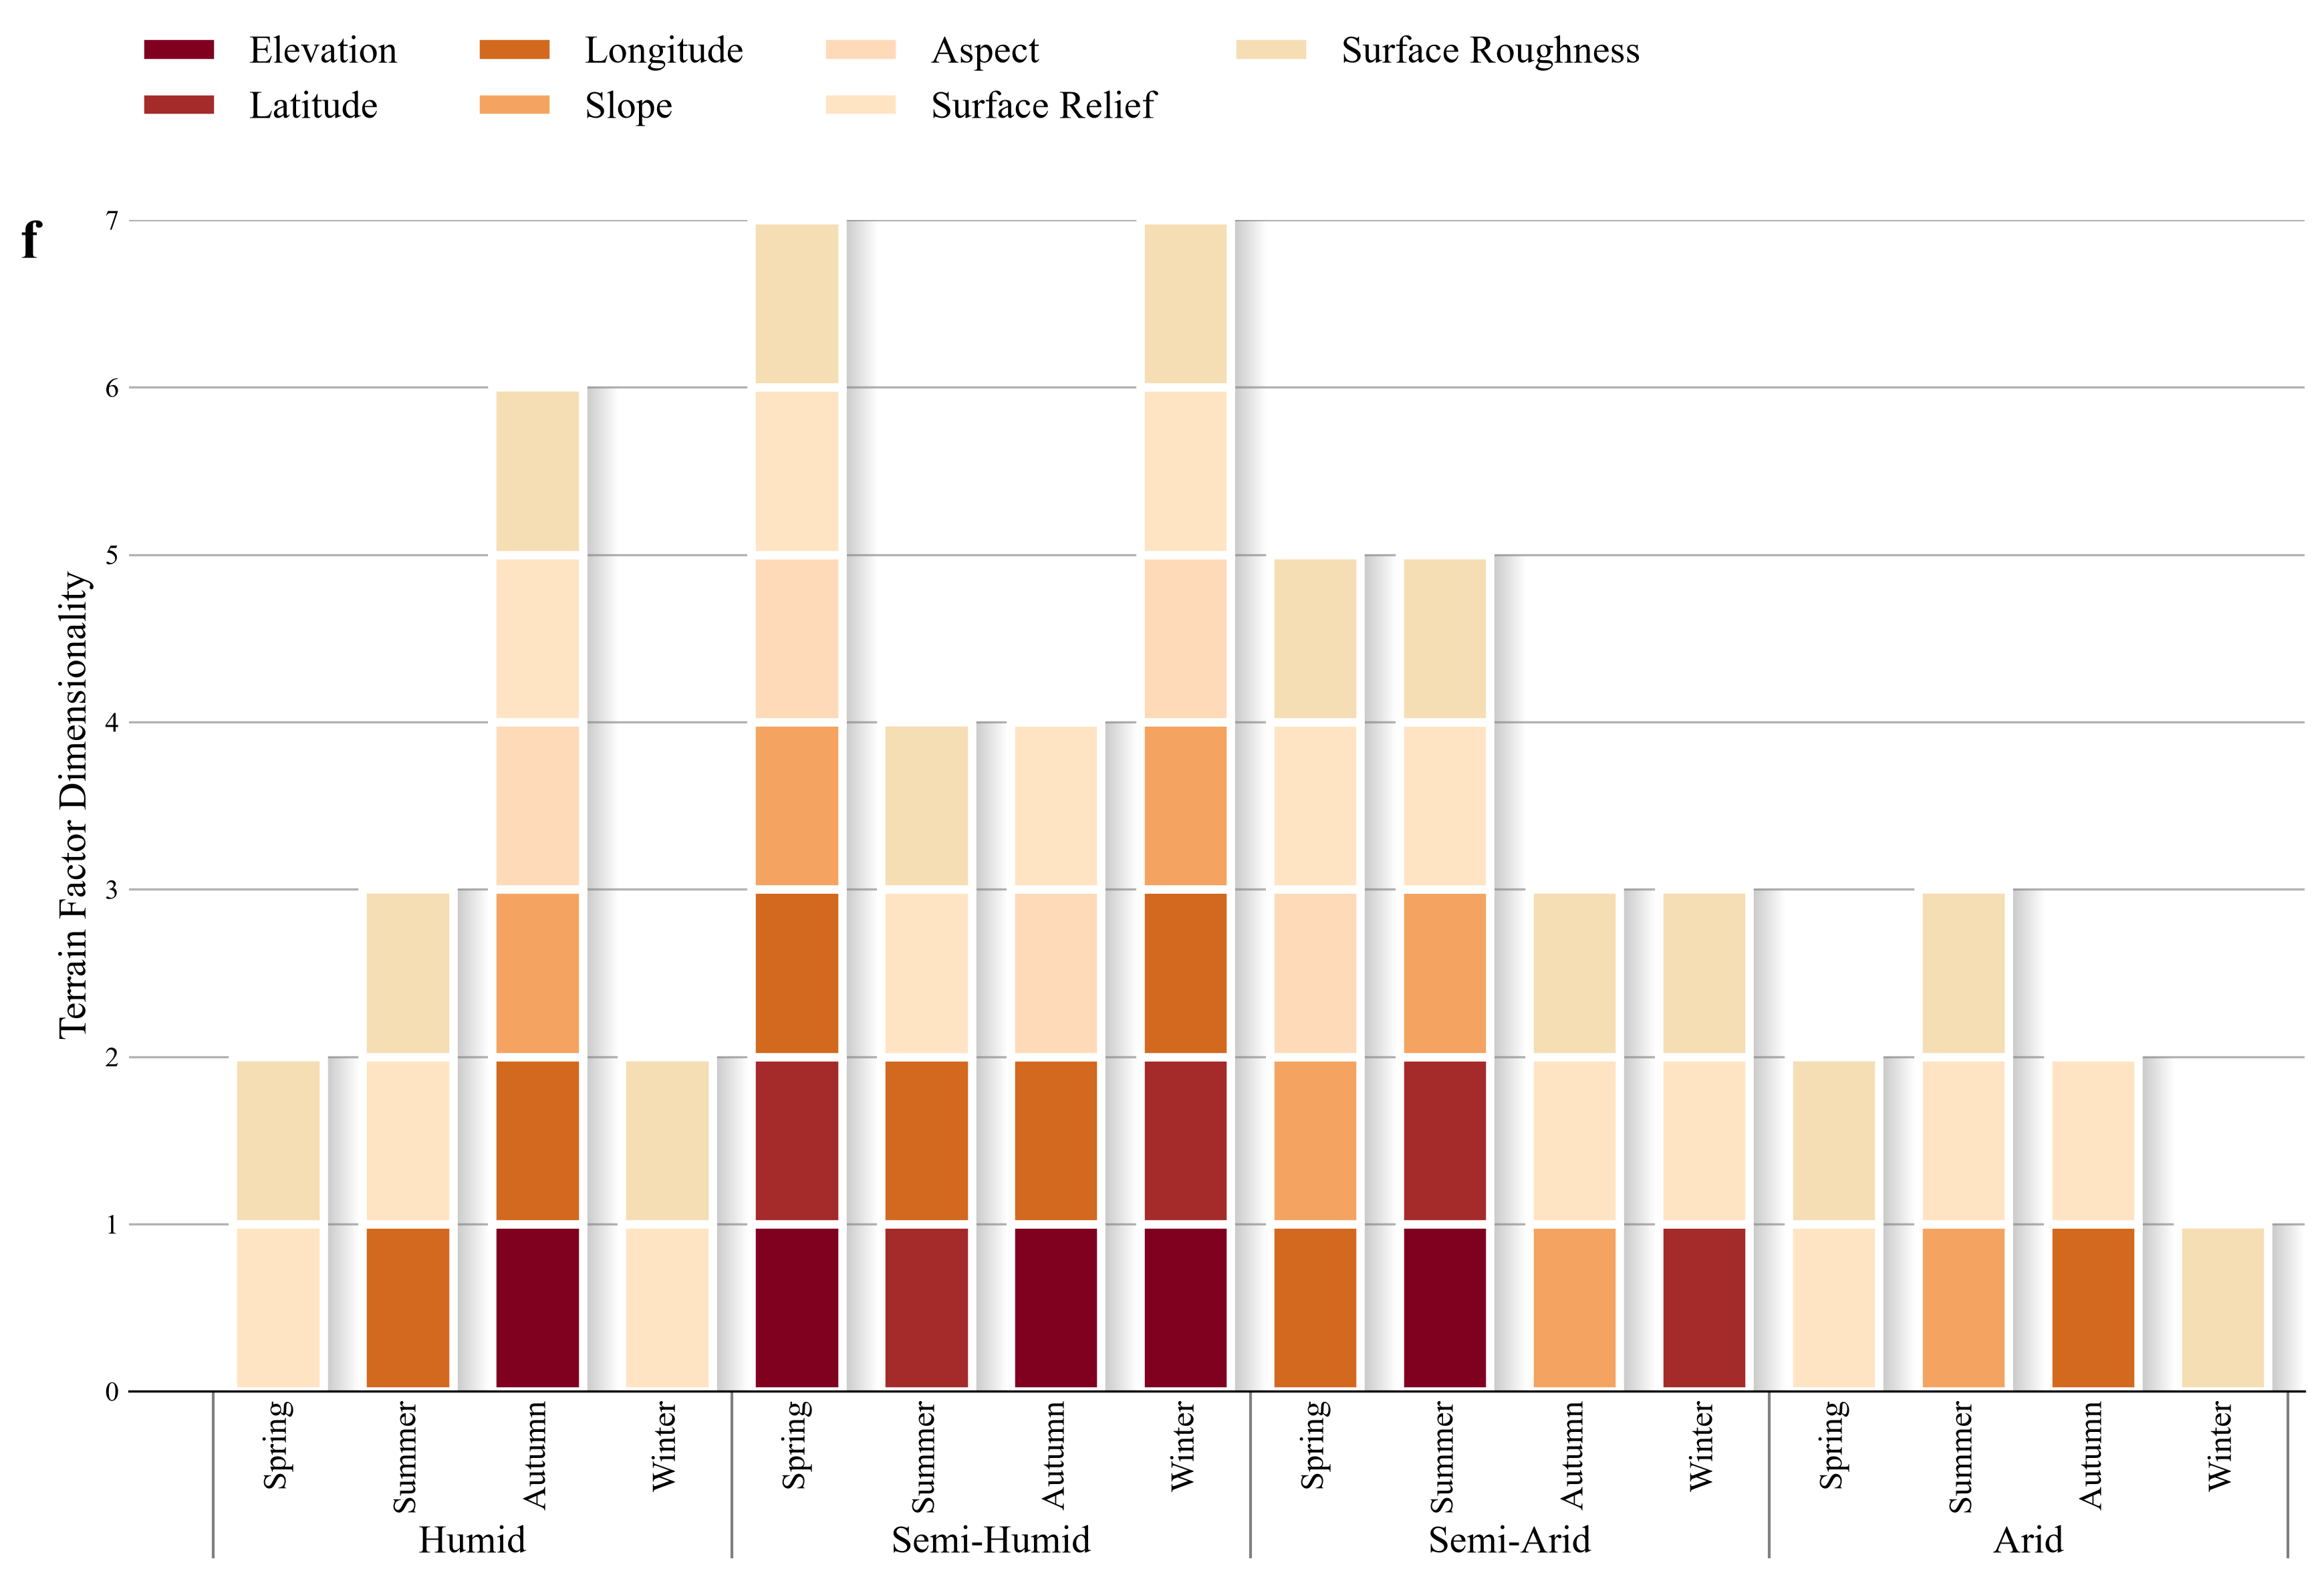 Elevation Longitude Aspect Surface Roughness
Latitude Slope Surface Relief
f
Terrain Factor Dimensionality
7
6
5
4
3
2
1
0
Spring Summer Autumn Winter Spring Summer Autumn Winter Spring Summer Autumn Winter Spring Summer Autumn Winter
Humid Semi-Humid Semi-Arid Arid